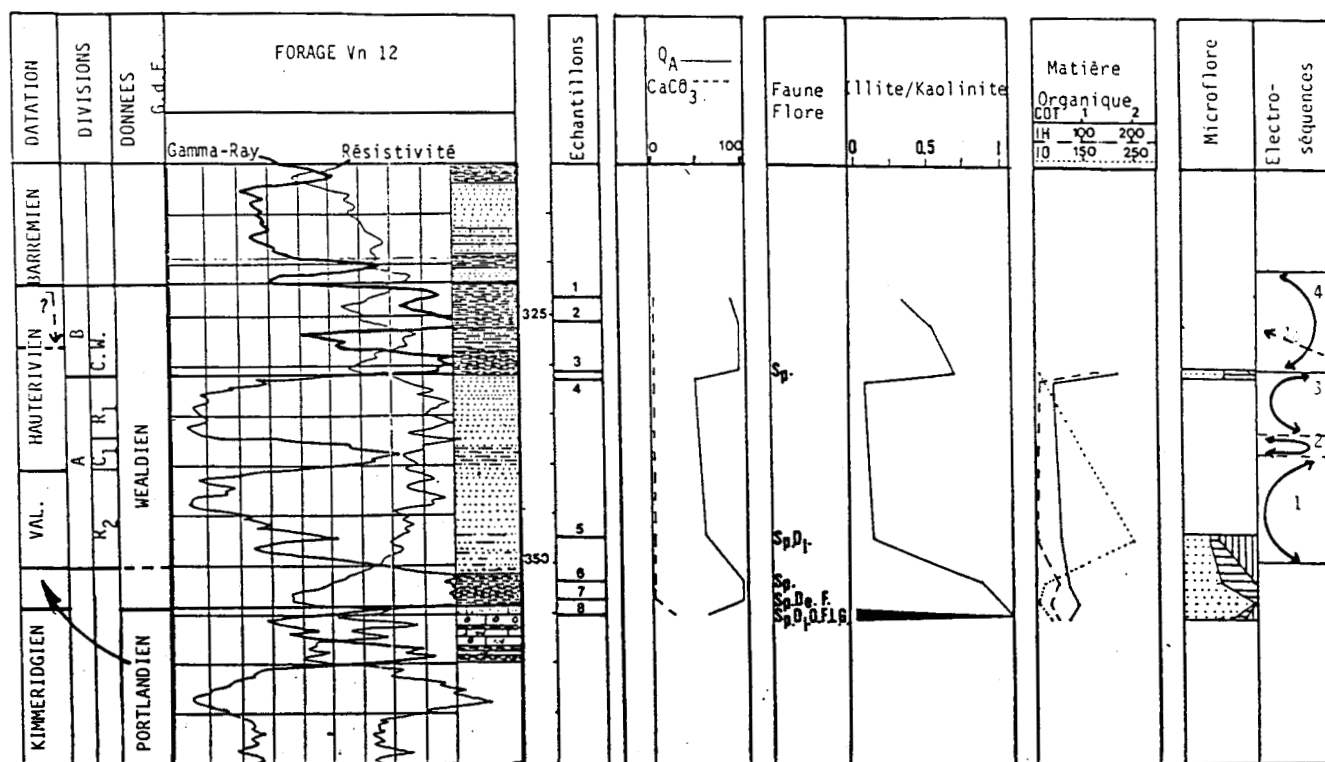 DATATION
DIVISIONS
DONNEES
G.d.F.
FORAGE Vn 12
Gamma-Ray
Résistivité
Echantillons
QA
CaCO3
0
100
Faune
Flore
Illite/Kaolinite
0
0.5
1
Matière
Organique
COT 1 2
IH 100 200
IO 150 250
Microflore
Electro-
séquences
BARREMIEN
HAUTERIVIEN
?
VAL.
KIMMERIDGIEN
B
A
C.W.
R1
C1
R2
WEALDIEN
PORTLANDIEN
325
350
1
2
3
4
5
6
7
8
Sp.
Sp.D.
Sp.
Sp.De.F.
4
3
2
1